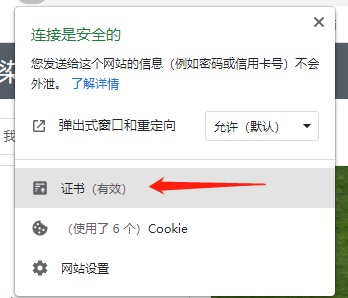 连接是安全的
您发送给这个网站的信息（例如密码或信用卡号）不会
外泄。 了解详情
弹出式窗口和重定向 允许（默认）
证书（有效）
（使用了 6 个）Cookie
网站设置
染
我